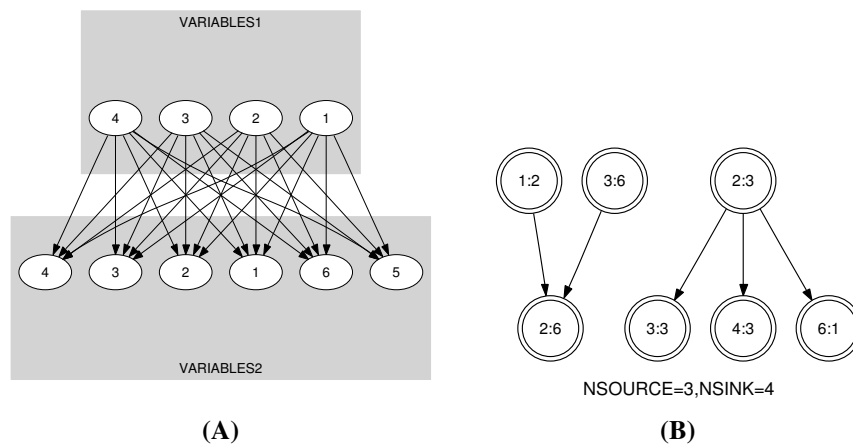 VARIABLES1
4 3 2 1
4 3 2 1 6 5
VARIABLES2
(A)
1:2 3:6 2:3
2:6 3:3 4:3 6:1
NSOURCE=3,NSINK=4
(B)